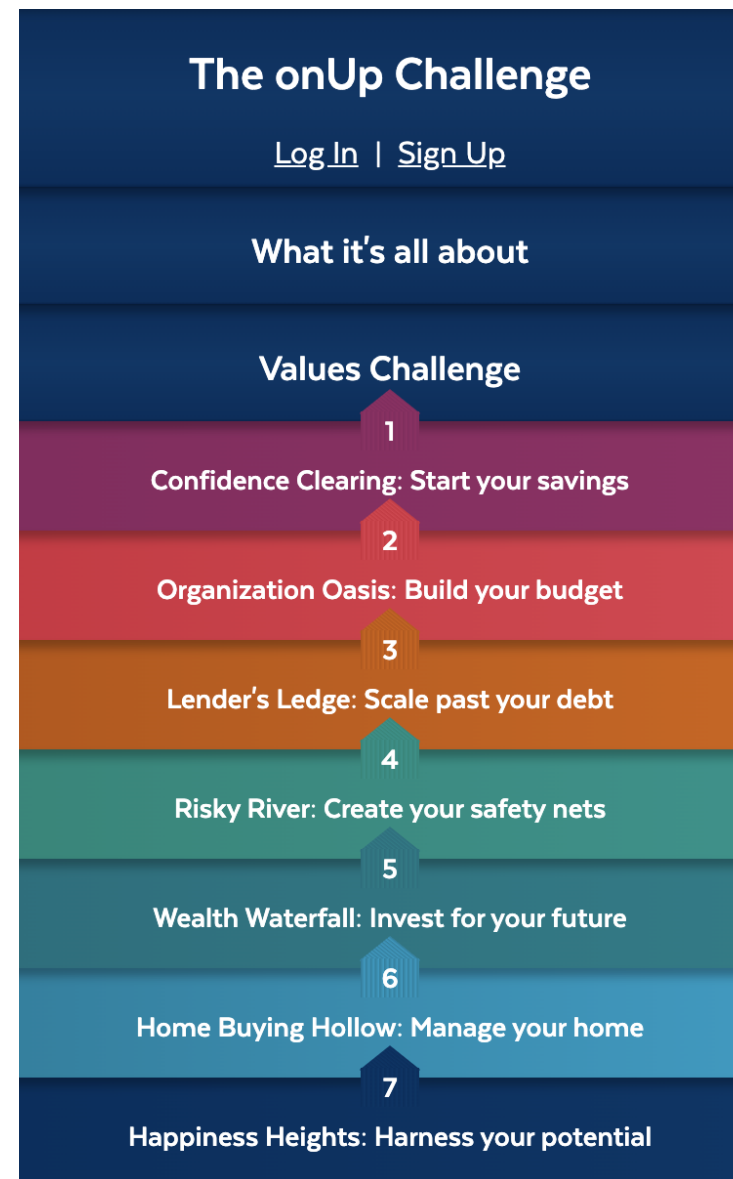 The onUp Challenge
Log In | Sign Up
What it's all about
Values Challenge
1
Confidence Clearing: Start your savings
2
Organization Oasis: Build your budget
3
Lender's Ledge: Scale past your debt
4
Risky River: Create your safety nets
5
Wealth Waterfall: Invest for your future
6
Home Buying Hollow: Manage your home
7
Happiness Heights: Harness your potential